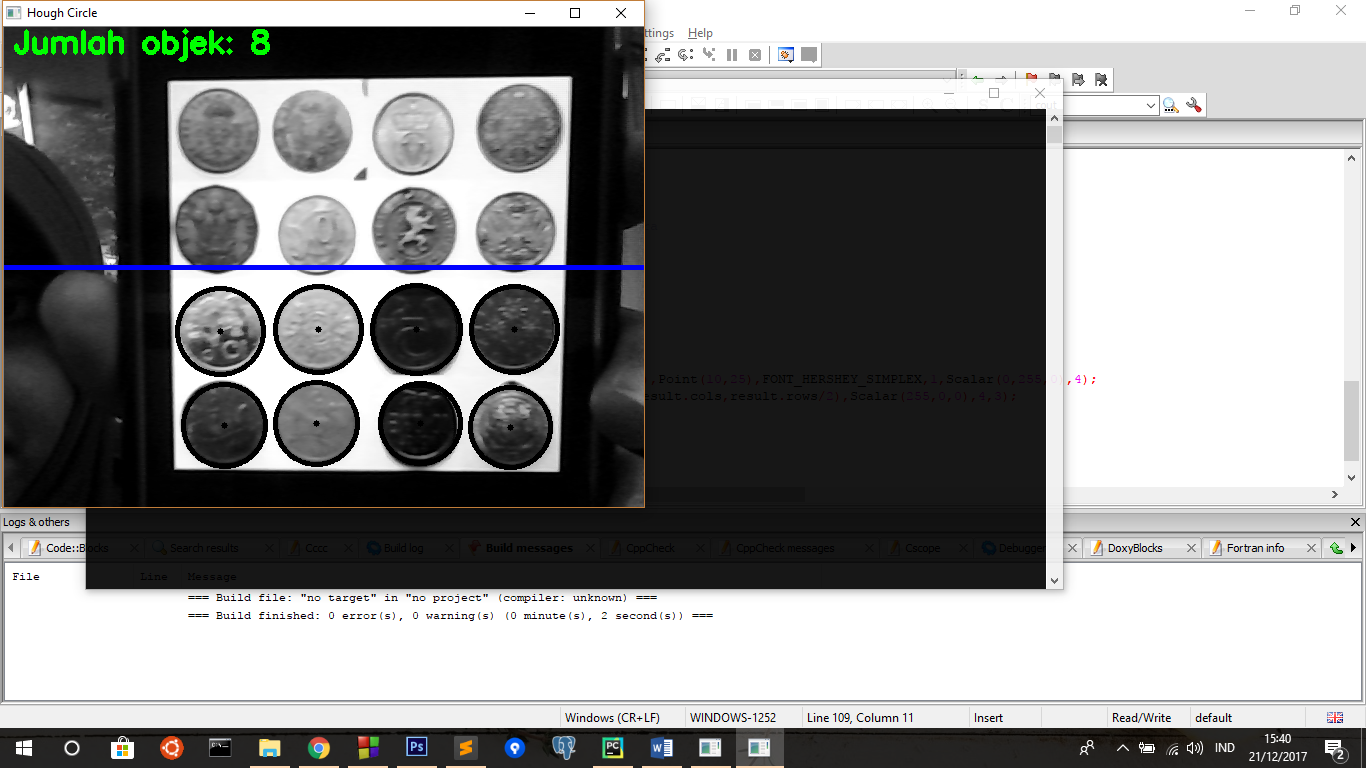 Hough Circle
Jumlah objek: 8
ttings Help
,Point(10,25),FONT_HERSHEY_SIMPLEX,1,Scalar(0,255,0),4);
esult.cols,result.rows/2),Scalar(255,0,0),4,3);
Logs & others
Code::Blocks
Search results
Cccc
Build log
Build messages
CppCheck
CppCheck messages
Cscope
Debugger
DoxyBlocks
Fortran info
File Line Message
=== Build file: "no target" in "no project" (compiler: unknown) ===
=== Build finished: 0 error(s), 0 warning(s) (0 minute(s), 2 second(s)) ===
Windows (CR+LF) WINDOWS-1252 Line 109, Column 11 Insert Read/Write default
Ps
PC
W
IND
15:40
21/12/2017
2